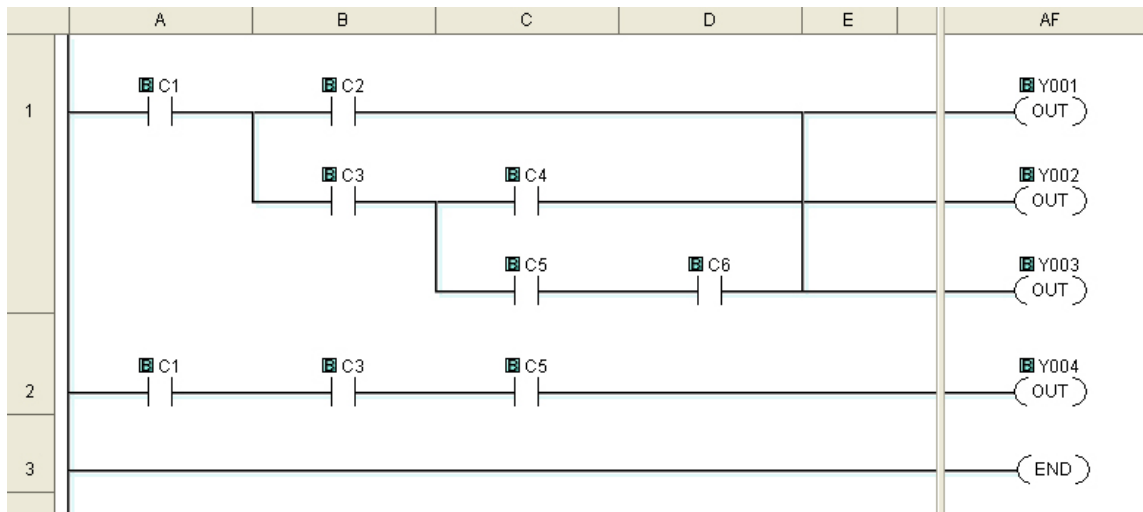 A B C D E AF
C1 C2 Y001
1 OUT
C3 C4 Y002
OUT
C5 C6 Y003
OUT
C1 C3 C5 Y004
2 OUT
3 END